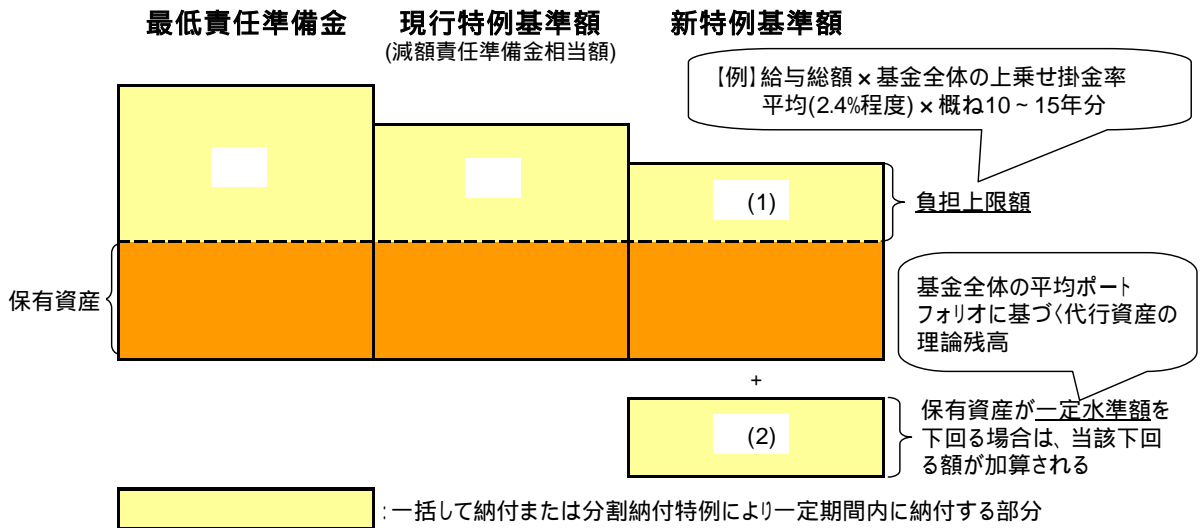 最低責任準備金
現行特例基準額
(減額責任準備金相当額)
新特例基準額
【例】給与総額×基金全体の上乗せ掛金率
平均(2.4%程度)×概ね10~15年分
(1)
負担上限額
保有資産
基金全体の平均ポート
フォリオに基づく代行資産の
理論残高
+
(2)
保有資産が一定水準額を
下回る場合は、当該下回
る額が加算される
:一括して納付または分割納付特例により一定期間内に納付する部分